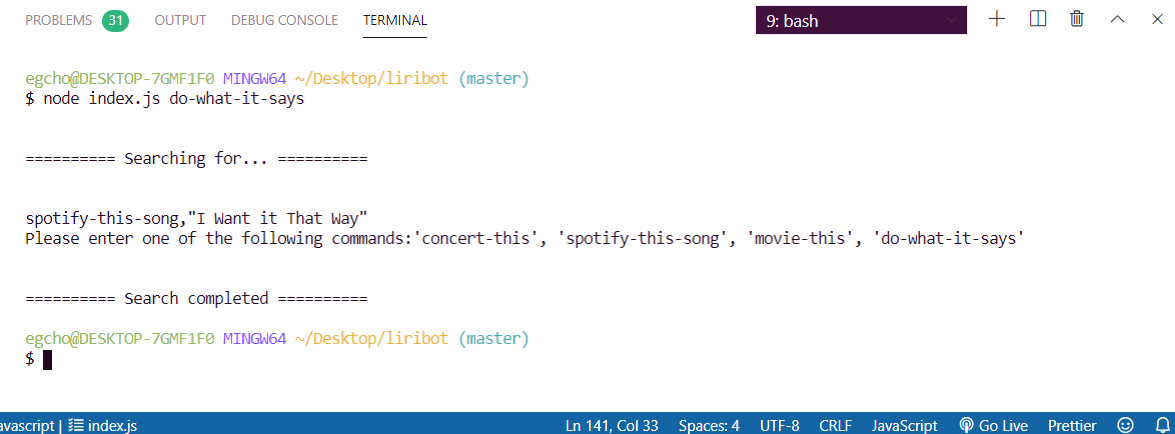 PROBLEMS 31 OUTPUT DEBUG CONSOLE TERMINAL 9: bash
egcho@DESKTOP-7GMF1F0 MINGW64 ~/Desktop/liribot (master)
$ node index.js do-what-it-says
========== Searching for... ==========
spotify-this-song,"I Want it That Way"
Please enter one of the following commands:'concert-this', 'spotify-this-song', 'movie-this', 'do-what-it-says'
========== Search completed ==========
egcho@DESKTOP-7GMF1F0 MINGW64 ~/Desktop/liribot (master)
$
avascript | index.js Ln 141, Col 33 Spaces: 4 UTF-8 CRLF JavaScript Go Live Prettier